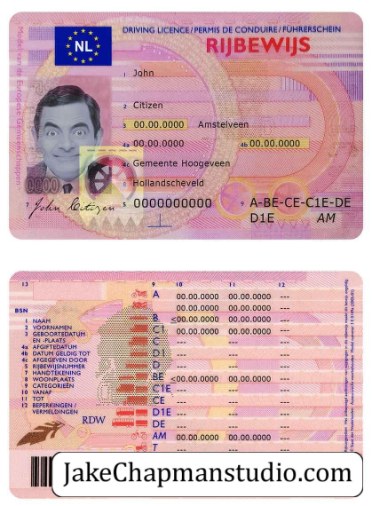 NL
DRIVING LICENCE/PERMIS DE CONDUIRE/FÜHRERSCHEIN
RIJBEWIJS
1 John
2 Citizen
3 00.00.0000 Amstelveen
4a 00.00.0000 4b 00.00.0000
4c Gemeente Hoogeveen
8 Hollandscheveld
5 0000000000
9 A-BE-CE-C1E-DE
D1E AM
7 John Citizen
13
9 10 11 12
BSN
1 NAAM
2 VOORNAMEN
3 GEBOORTEDATUM
EN -PLAATS
4a AFGIFTEDATUM
4b DATUM GELDIG TOT
4c AFGEGEVEN DOOR
5 RIJBEWIJSNUMMER
7 HANDTEKENING
8 WOONPLAATS
9 CATEGORIEËN
10 VANAF
11 TOT
12 BEPERKINGEN /
VERMELDINGEN
RDW
A 00.00.0000 00.00.0000 ---
00.00.0000 00.00.0000 ---
B <00.00.0000 00.00.0000 ---
C1 00.00.0000 00.00.0000 ---
C --- --- ---
D1 --- --- ---
D --- --- ---
BE <00.00.0000 00.00.0000 ---
C1E --- --- ---
CE --- --- ---
D1E --- --- ---
DE --- --- ---
AM 00.00.0000 00.00.0000 ---
T --- --- ---
JakeChapmanstudio.com